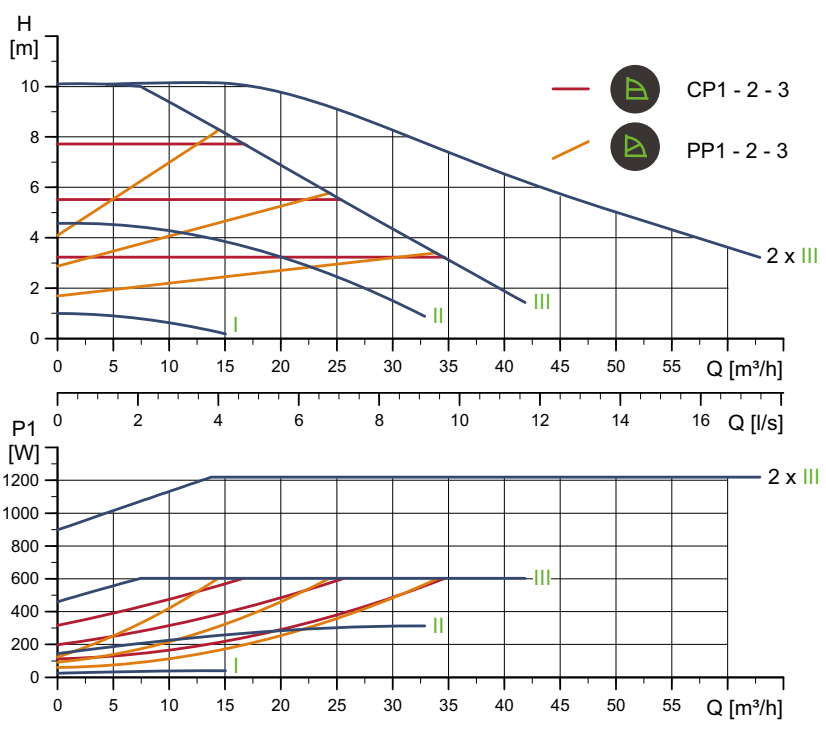 H
[m]
10
8
6
4
2
0
CP1 - 2 - 3
PP1 - 2 - 3
2 x III
III
II
I
0 5 10 15 20 25 30 35 40 45 50 55 Q [m³/h]
0 2 4 6 8 10 12 14 16 Q [l/s]
P1
[W]
1200
1000
800
600
400
200
0
2 x III
III
II
I
0 5 10 15 20 25 30 35 40 45 50 55 Q [m³/h]